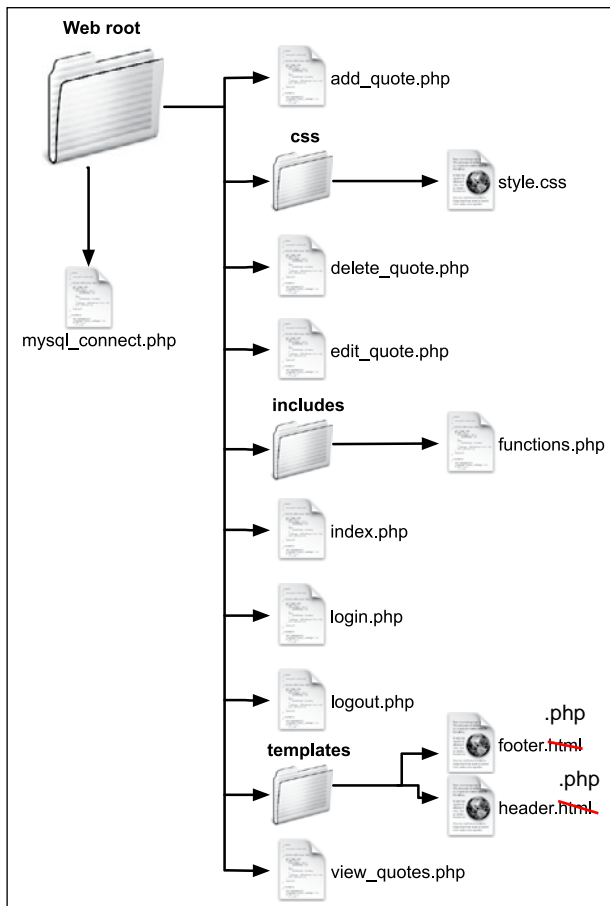 Web root
add_quote.php
css
style.css
delete_quote.php
mysql_connect.php
edit_quote.php
includes
functions.php
index.php
login.php
logout.php
.php
templates
footer.html
.php
header.html
view_quotes.php